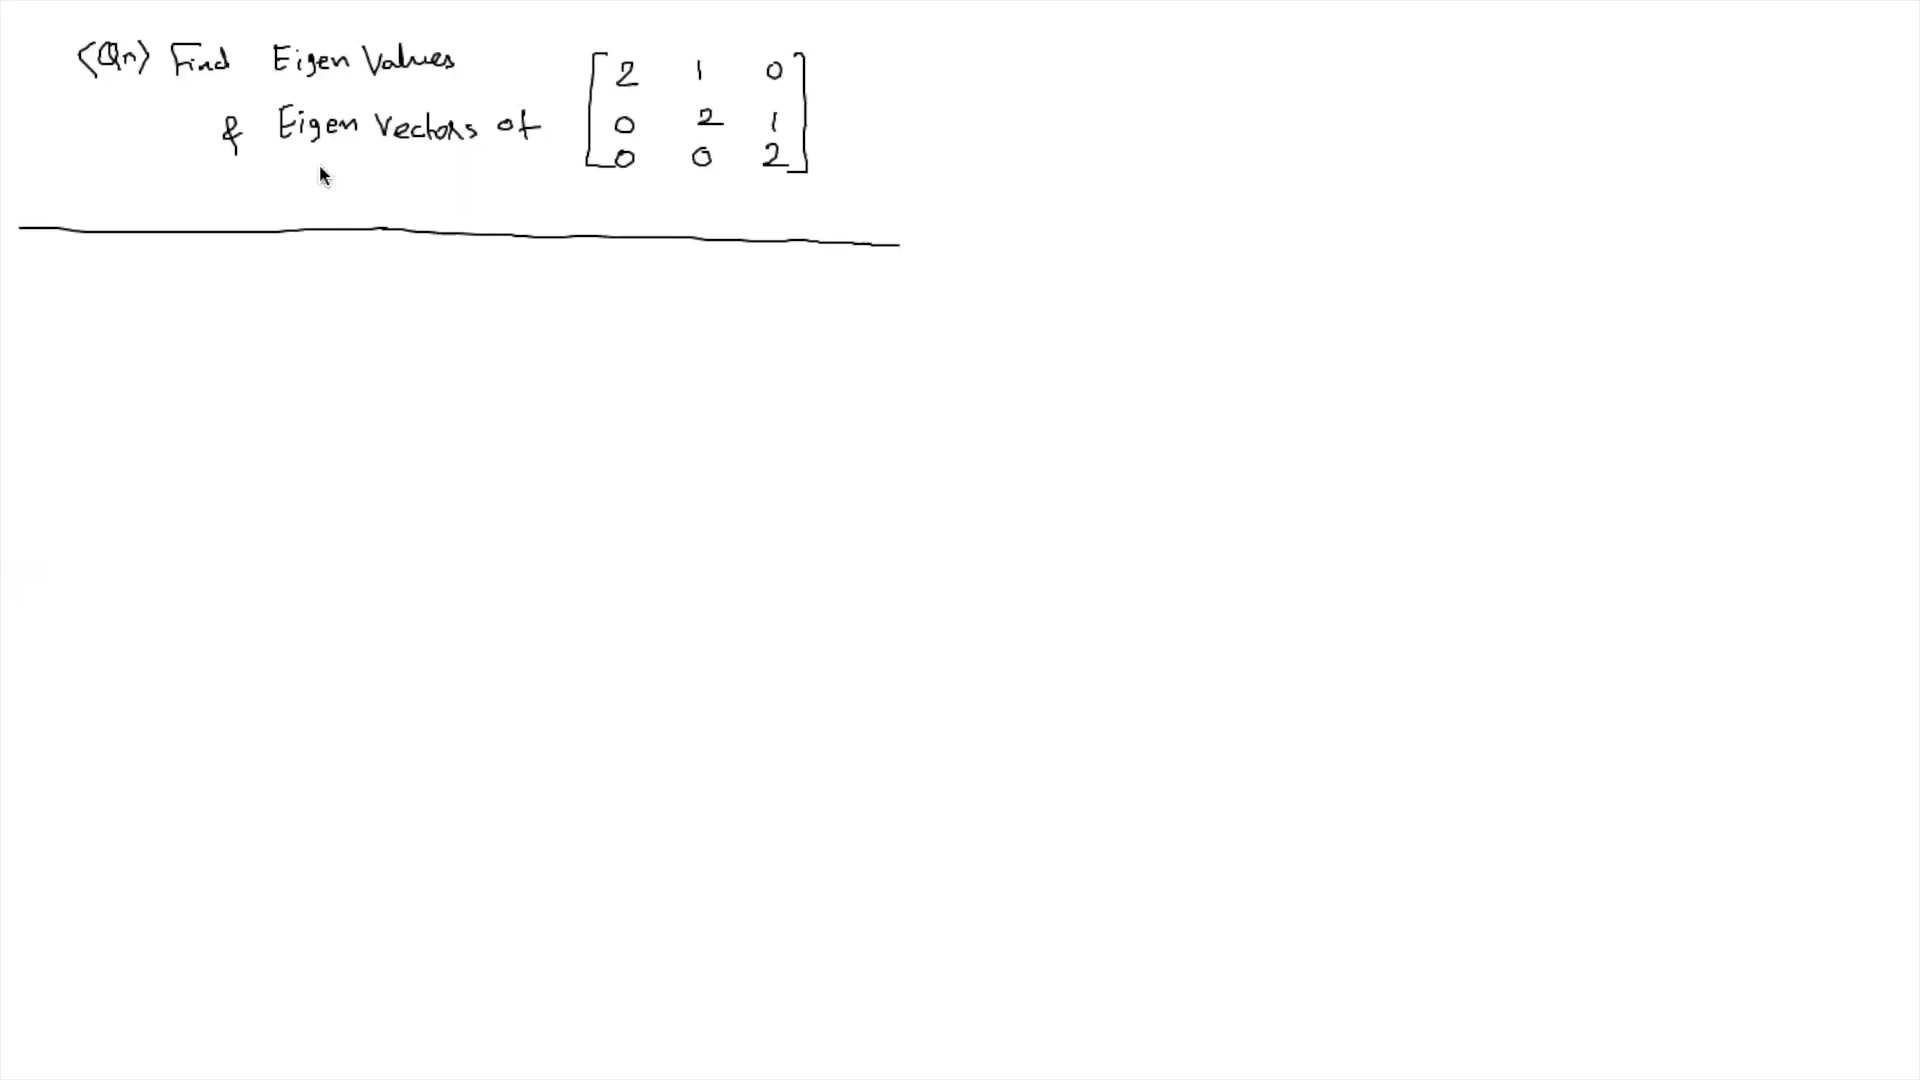 (Qn) Find Eigen Values
& Eigen Vectors of
[2 1 0
0 2 1
0 0 2]